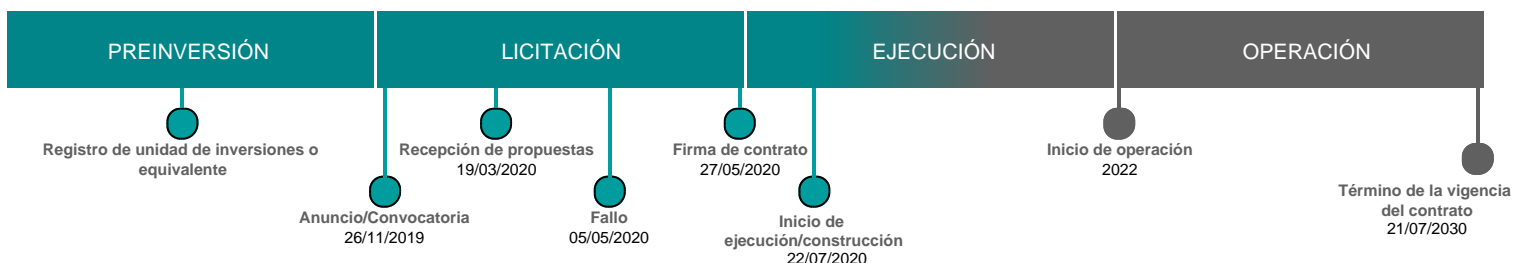 PREINVERSIÓN
LICITACIÓN
EJECUCIÓN
OPERACIÓN
Registro de unidad de inversiones o
equivalente
Anuncio/Convocatoria
26/11/2019
Recepción de propuestas
19/03/2020
Fallo
05/05/2020
Firma de contrato
27/05/2020
Inicio de
ejecución/construcción
22/07/2020
Inicio de operación
2022
Término de la vigencia
del contrato
21/07/2030